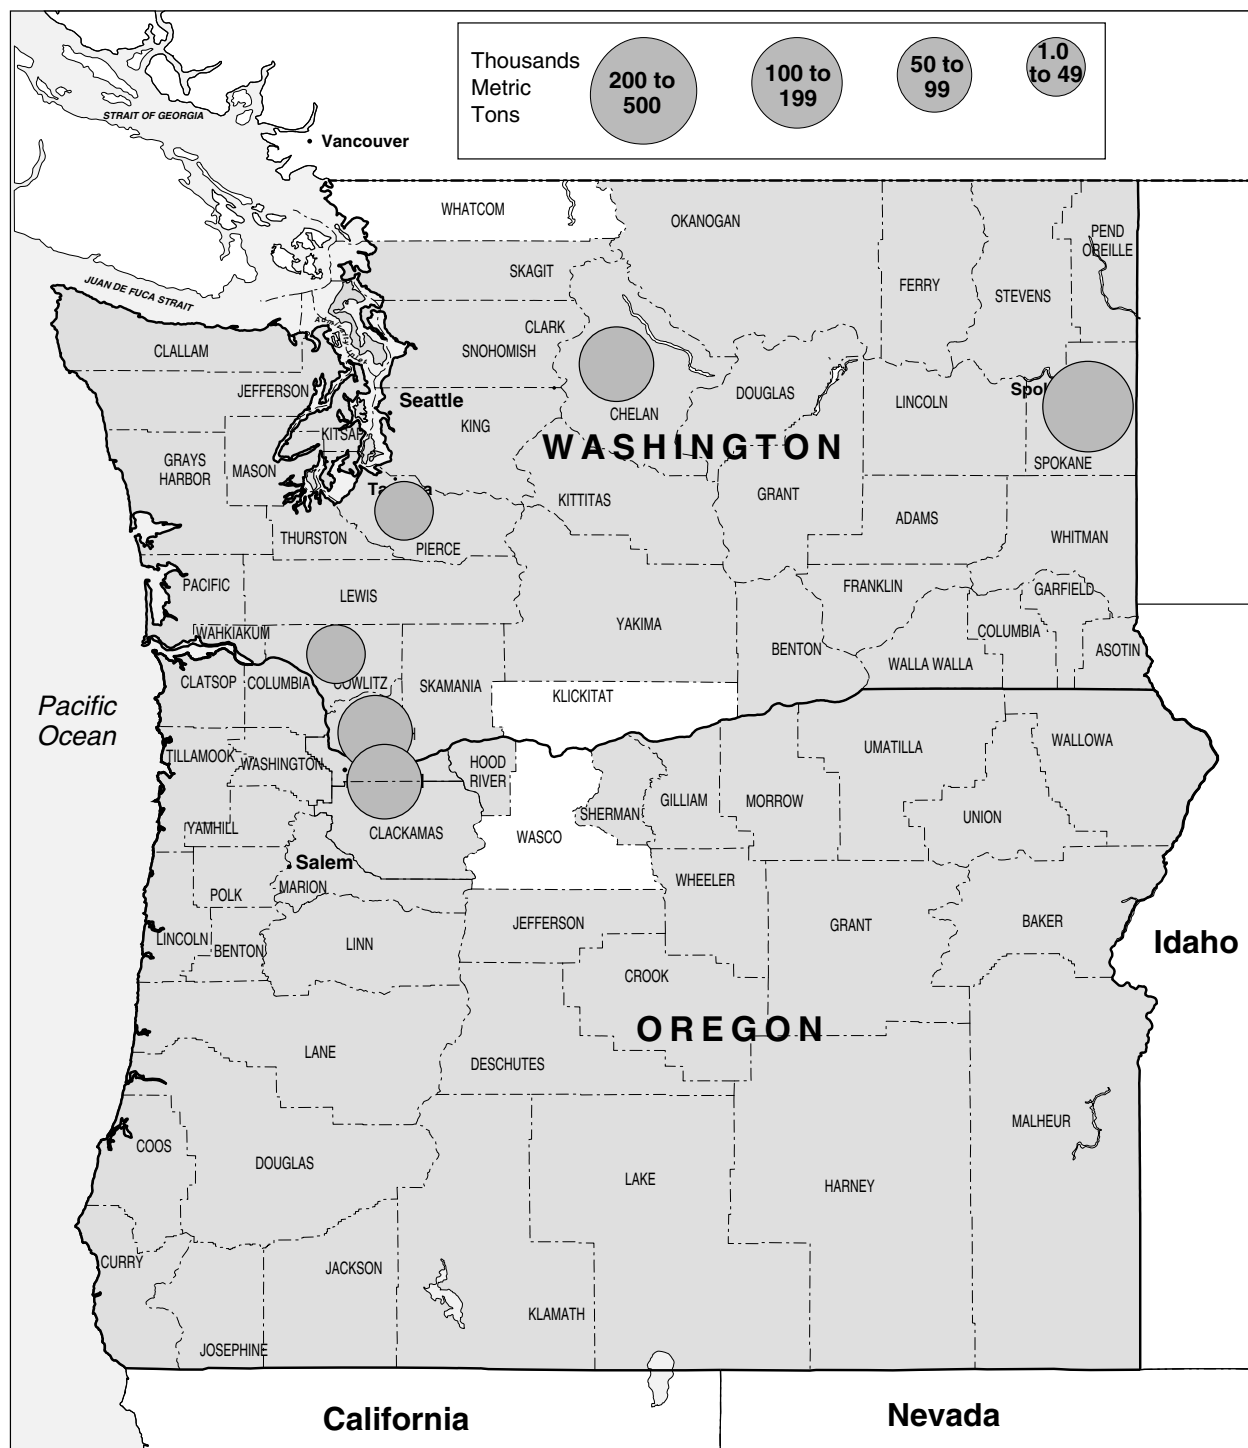 Thousands
Metric
Tons
200 to
500
100 to
199
50 to
99
1.0
to 49
STRAIT OF GEORGIA
Vancouver
WHATCOM
OKANOGAN
PEND
OREILLE
SKAGIT
JUAN DE FUCA STRAIT
FERRY
STEVENS
CLARK
SNOHOMISH
CLALLAM
JEFFERSON
DOUGLAS
LINCOLN
Spok
Seattle
CHELAN
KING
KITSAP
WASHINGTON
GRAYS
HARBOR
MASON
SPOKANE
Ta a
GRANT
KITTITAS
ADAMS
THURSTON
PIERCE
WHITMAN
PACIFIC
LEWIS
FRANKLIN
GARFIELD
WAHKIAKUM
YAKIMA
COLUMBIA
BENTON
ASOTIN
WALLA WALLA
CLATSOP
COLUMBIA
COWLITZ
SKAMANIA
KLICKITAT
Pacific
Ocean
TILLAMOOK
WASHINGTON
HOOD
RIVER
UMATILLA
WALLOWA
SHERMAN
GILLIAM
MORROW
UNION
YAMHILL
CLACKAMAS
WASCO
Salem
MARION
POLK
WHEELER
JEFFERSON
GRANT
BAKER
LINCOLN
BENTON
LINN
Idaho
CROOK
OREGON
LANE
DESCHUTES
MALHEUR
COOS
DOUGLAS
LAKE
HARNEY
CURRY
JACKSON
KLAMATH
JOSEPHINE
California
Nevada